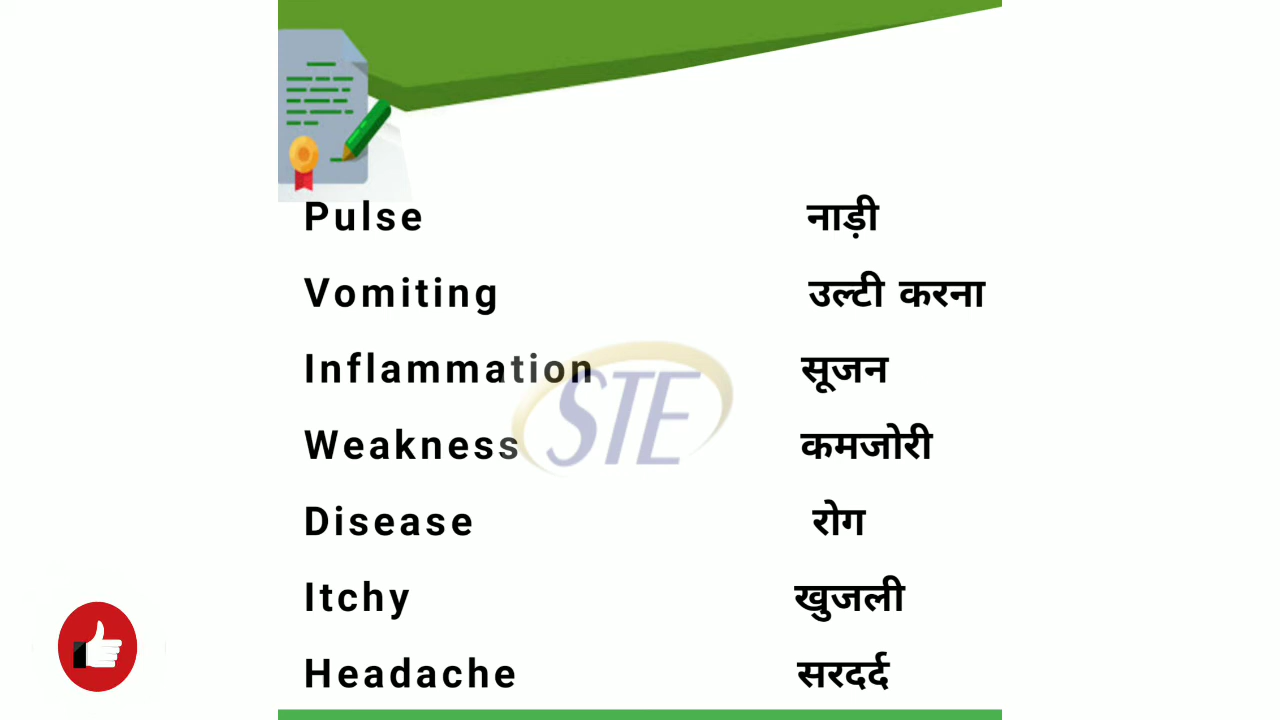 Pulse नाड़ी
Vomiting उल्टी करना
Inflammation सूजन
STE
Weakness कमजोरी
Disease रोग
Itchy खुजली
Headache सरदर्द